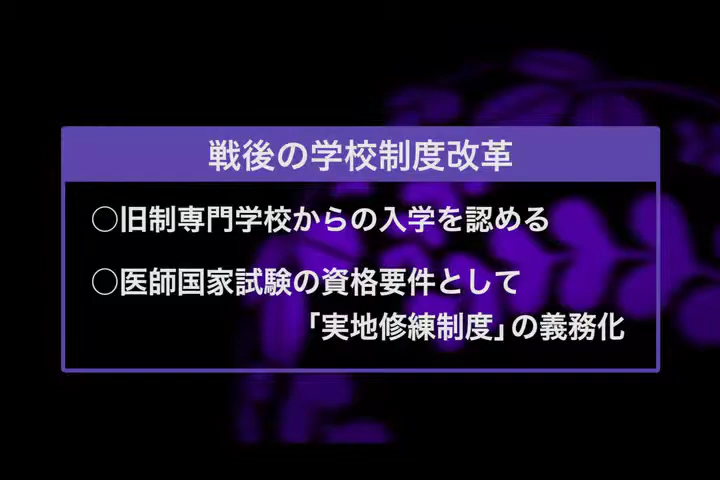 戦後の学校制度改革
○旧制専門学校からの入学を認める
○医師国家試験の資格要件として
「実地修練制度」の義務化